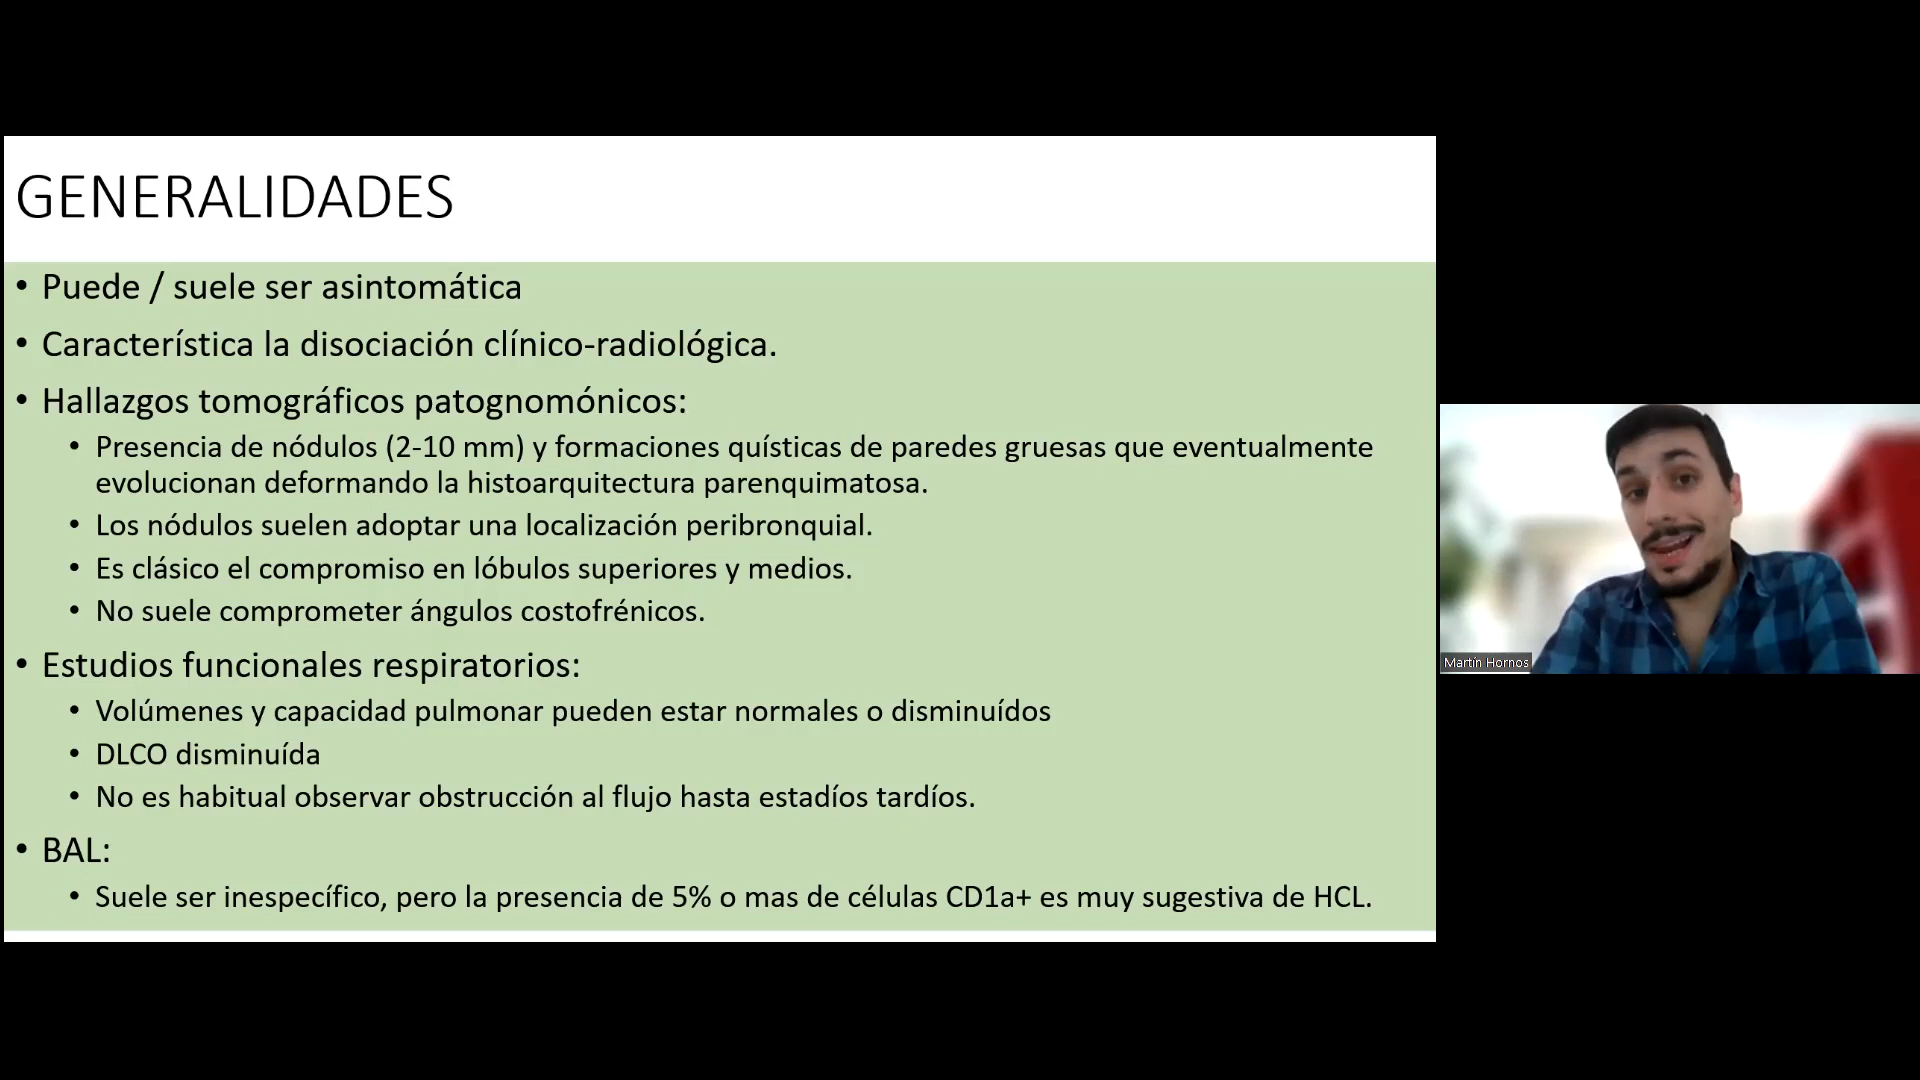 GENERALIDADES
• Puede / suele ser asintomática
• Característica la disociación clínico-radiológica.
• Hallazgos tomográficos patognomónicos:
• Presencia de nódulos (2-10 mm) y formaciones quísticas de paredes gruesas que eventualmente
evolucionan deformando la histoarquitectura parenquimatosa.
• Los nódulos suelen adoptar una localización peribronquial.
• Es clásico el compromiso en lóbulos superiores y medios.
• No suele comprometer ángulos costofrénicos.
• Estudios funcionales respiratorios:
• Volúmenes y capacidad pulmonar pueden estar normales o disminuídos
• DLCO disminuída
• No es habitual observar obstrucción al flujo hasta estadíos tardíos.
• BAL:
• Suele ser inespecífico, pero la presencia de 5% o mas de células CD1a+ es muy sugestiva de HCL.
Martín Hornos